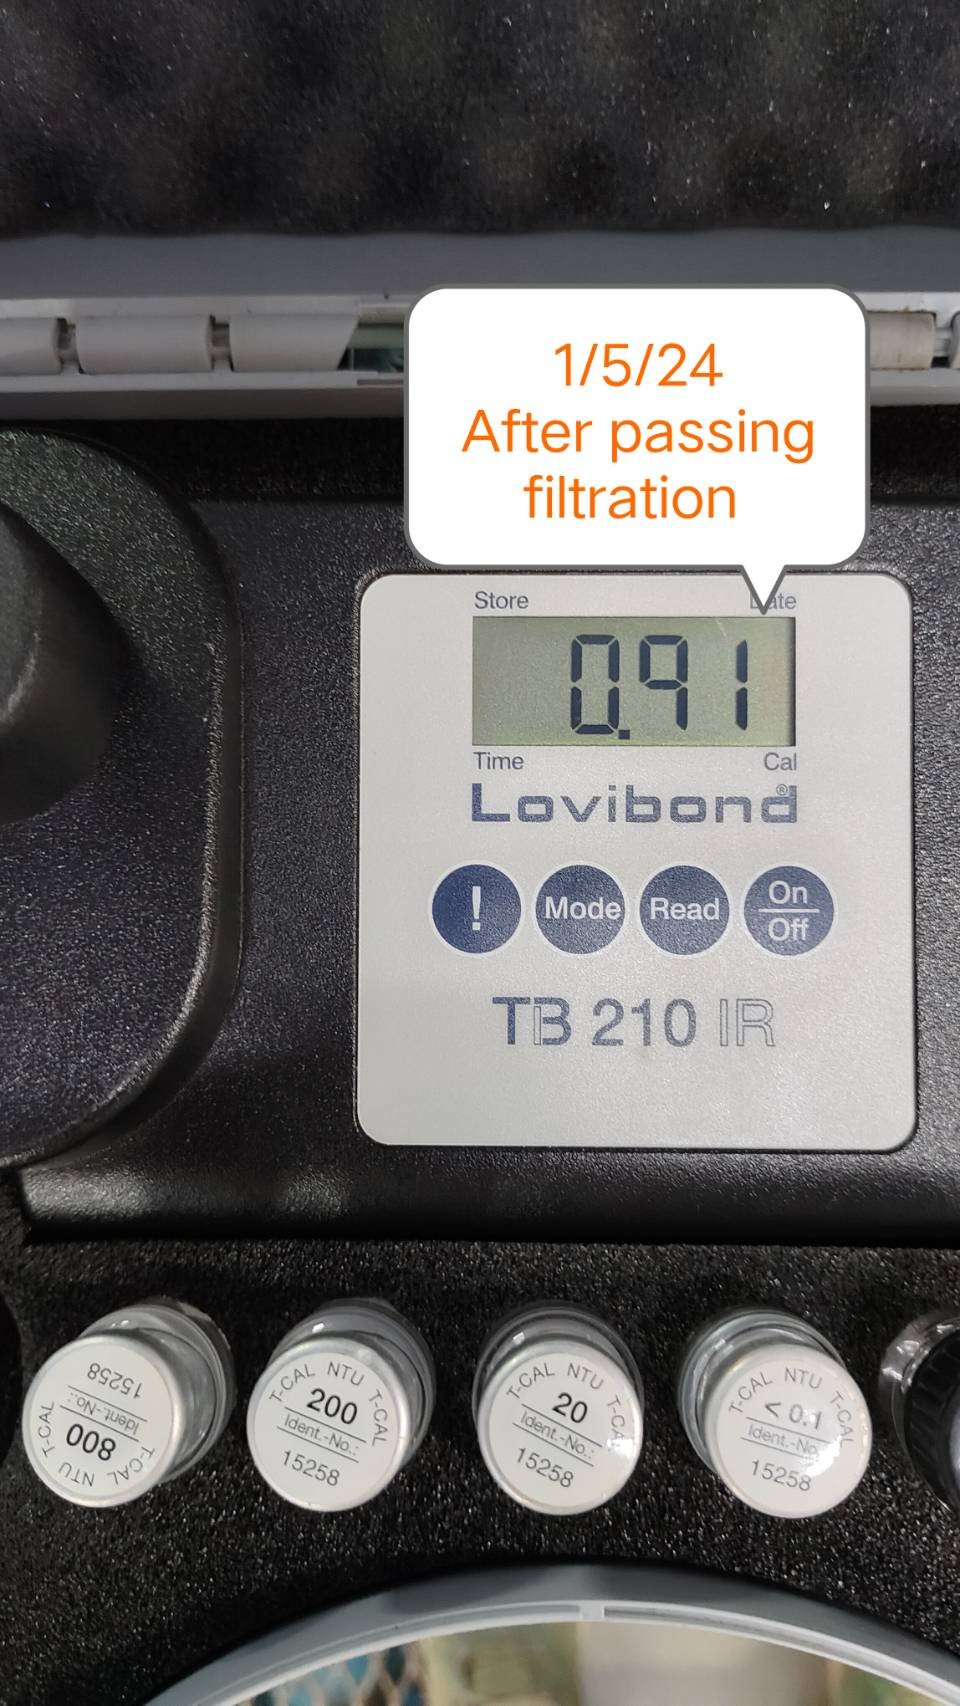 1/5/24
After passing
filtration
Store
Date
0.91
Time
Cal
Lovibond®
!
Mode
Read
On
Off
TB 210 IR
T-CAL NTU T-CAL
800
Ident.-No.:
15258
T-CAL NTU T-CAL
200
Ident.-No.:
15258
T-CAL NTU T-CAL
20
Ident.-No.:
15258
T-CAL NTU T-CAL
< 0.1
Ident.-No.:
15258